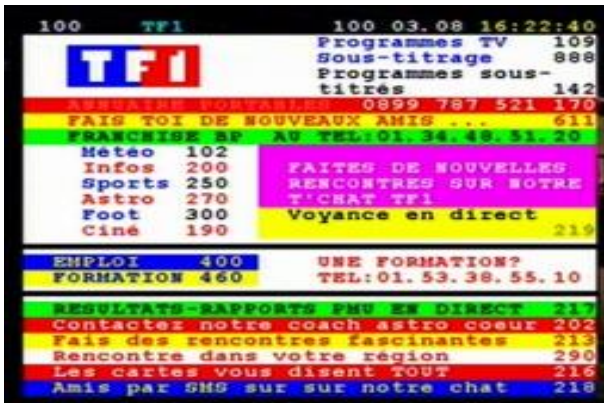 100 TF1 100 03.08 16:22:40
TF1
Programmes TV 109
Sous-titrage 888
Programmes sous-
titrés 142
ANNUAIRE PORTABLES 0899 787 521 170
FAIS TOI DE NOUVEAUX AMIS ... 611
FRANCHISE BP AU TEL:01.34.48.51.20
Météo 102
Infos 200
Sports 250
Astro 270
Foot 300
Ciné 190
FAITES DE NOUVELLES
RENCONTRES SUR NOTRE
T'CHAT TF1
Voyance en direct
219
EMPLOI 400
FORMATION 460
UNE FORMATION?
TEL:01.53.38.55.10
RESULTATS-RAPPORTS PMU EN DIRECT 217
Contactez notre coach astro coeur 202
Fais des rencontres fascinantes 213
Rencontre dans votre région 290
Les cartes vous disent TOUT 216
Amis par SMS sur sur notre chat 218